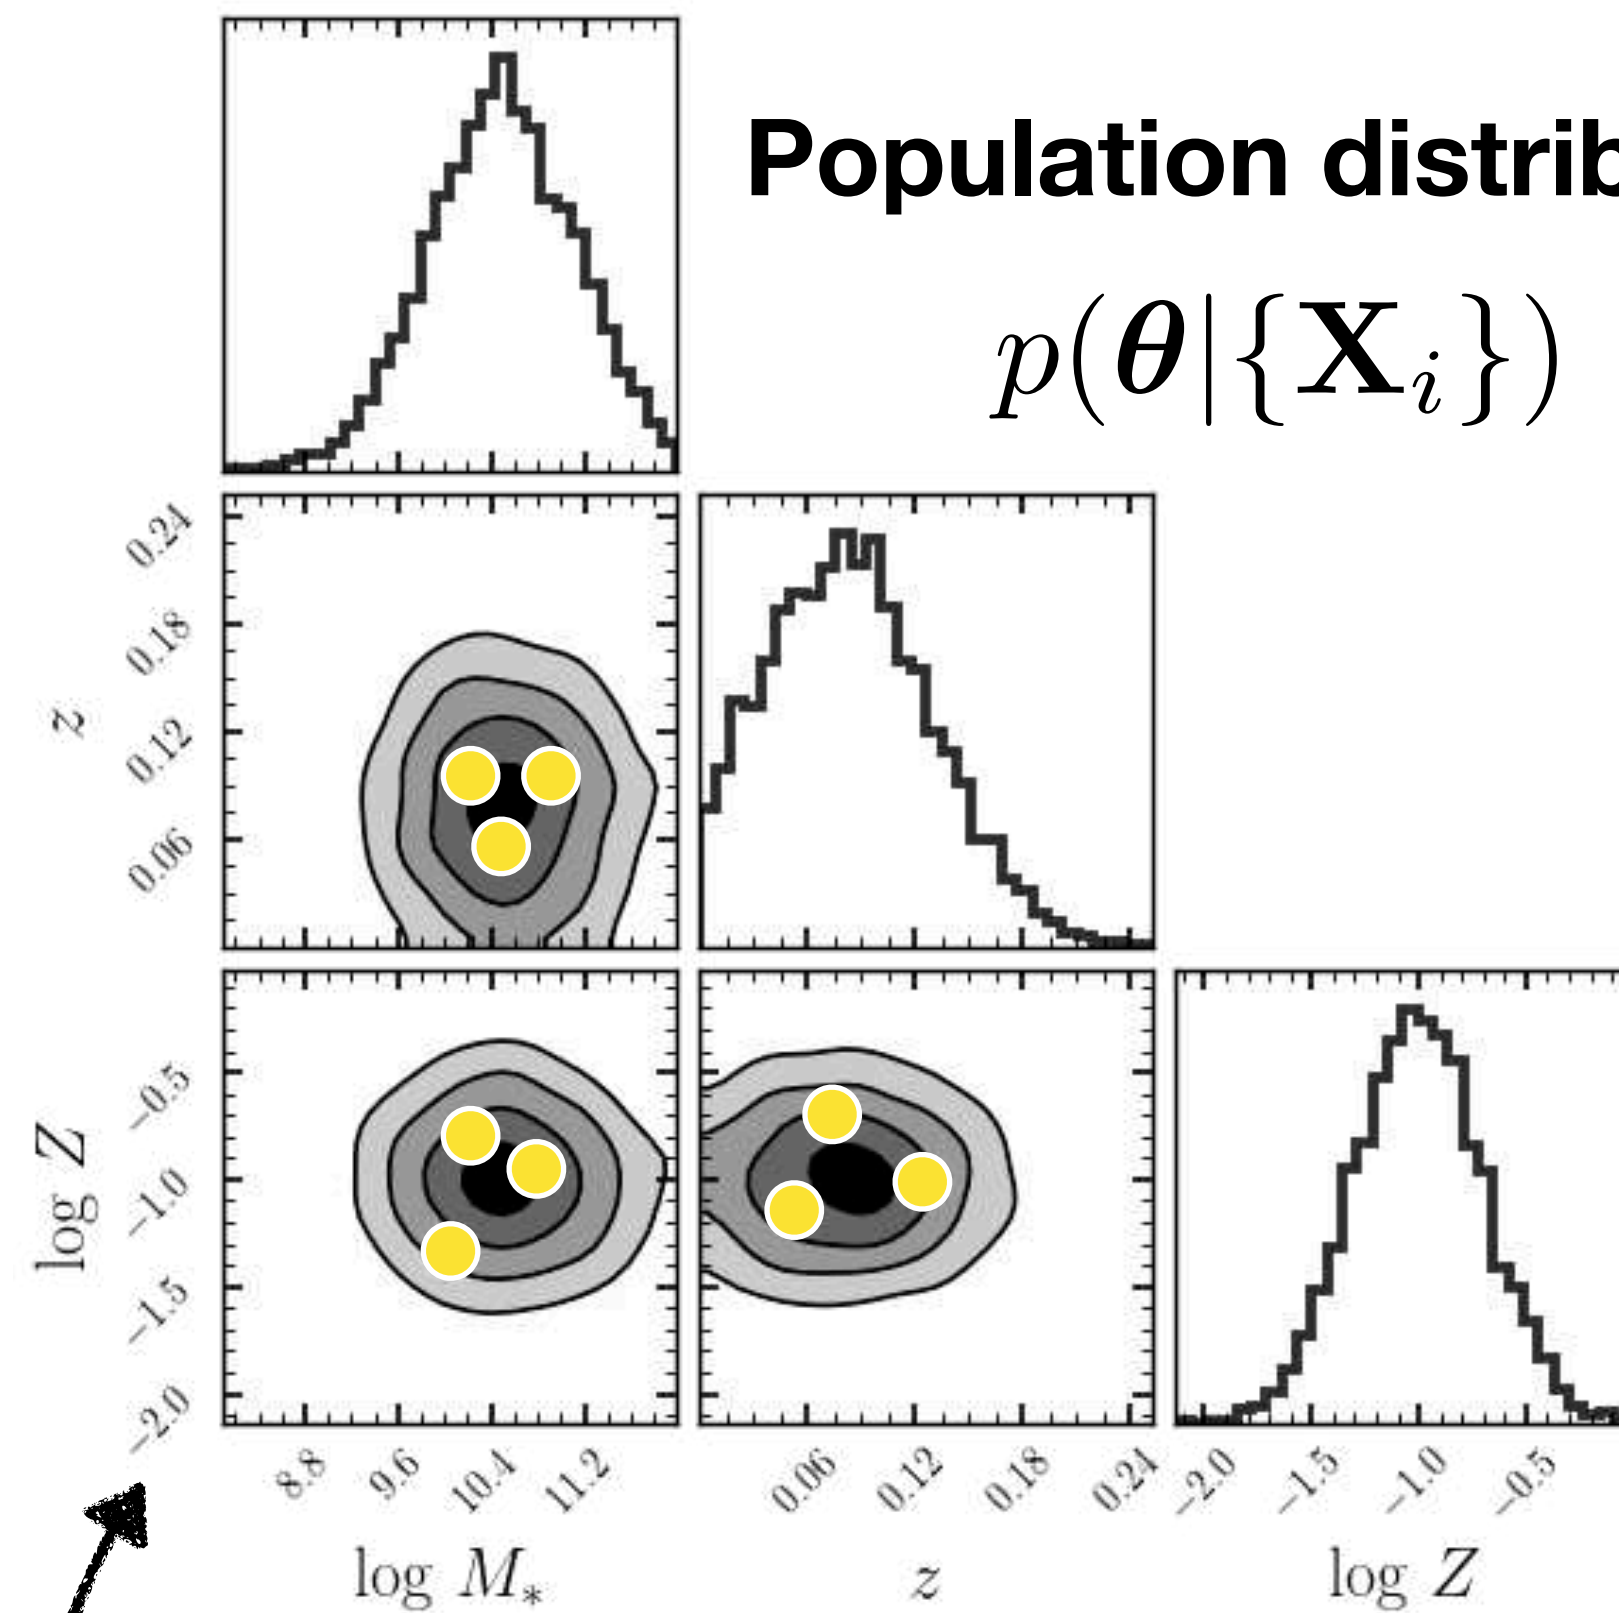 Population distrib
p(θ|{X_i})
0.24
0.18
z
0.12
0.06
−0.5
log Z
−1.0
−1.5
−2.0
8.8 9.6 10.4 11.2 0.06 0.12 0.18 0.24 −2.0 −1.5 −1.0 −0.5
log M_* z log Z